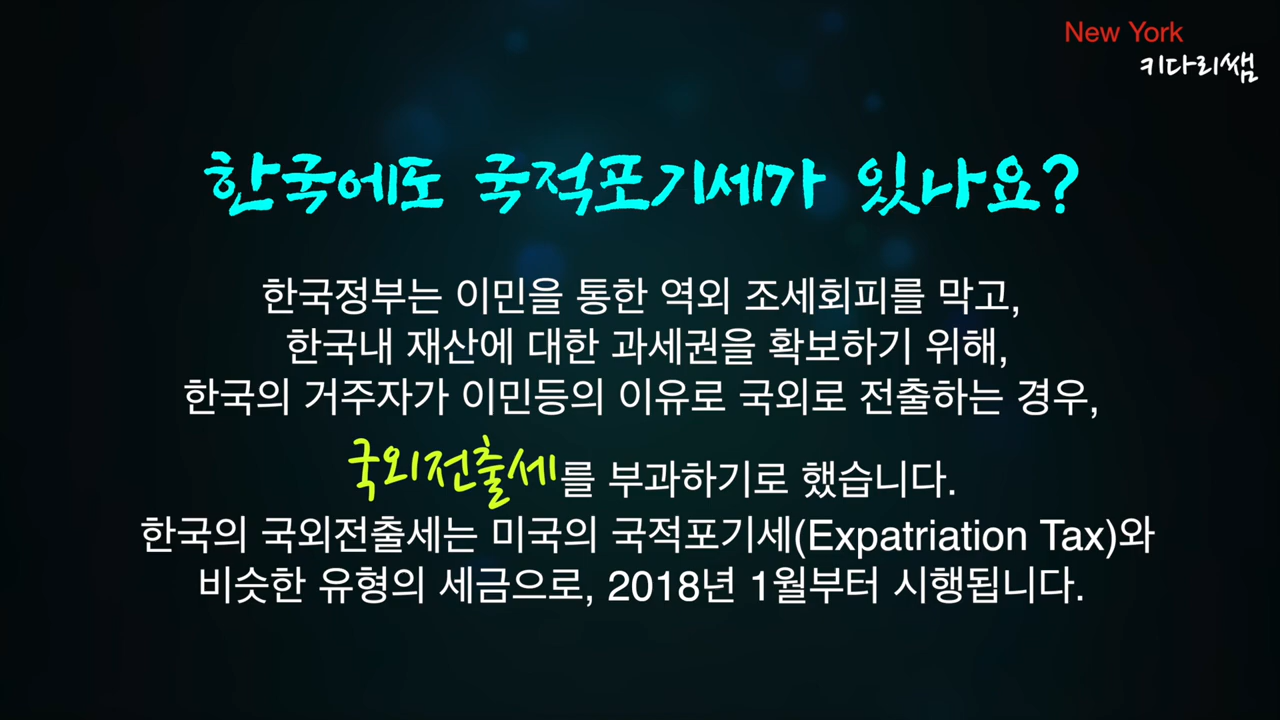 New York
키다리쌤
한국에도 국적포기세가 있나요?
한국정부는 이민을 통한 역외 조세회피를 막고,
한국내 재산에 대한 과세권을 확보하기 위해,
한국의 거주자가 이민등의 이유로 국외로 전출하는 경우,
국외전출세를 부과하기로 했습니다.
한국의 국외전출세는 미국의 국적포기세(Expatriation Tax)와
비슷한 유형의 세금으로, 2018년 1월부터 시행됩니다.